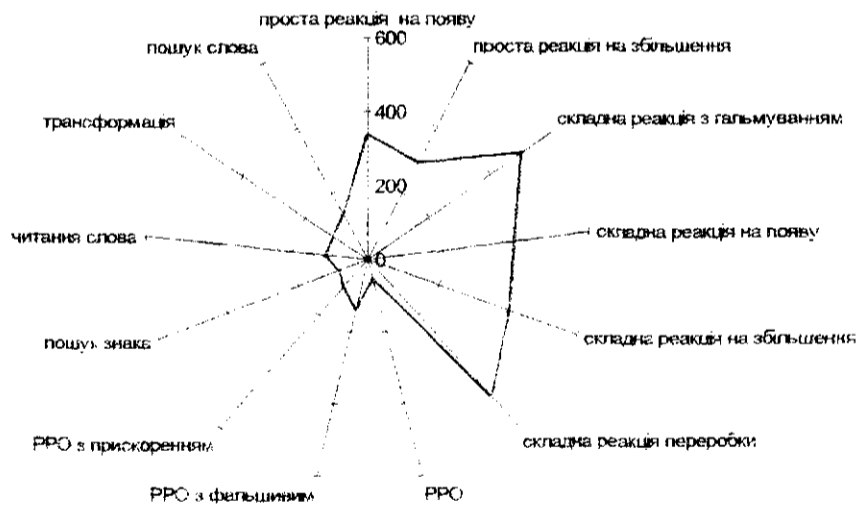 проста реакція на появу
600
пошук слова
проста реакція на збільшення
400
трансформація
складна реакція з гальмуванням
200
читання слова
складна реакція на появу
0
пошук знака
складна реакція на збільшення
РРО з прискоренням
складна реакція переробки
РРО з фальшивим
РРО